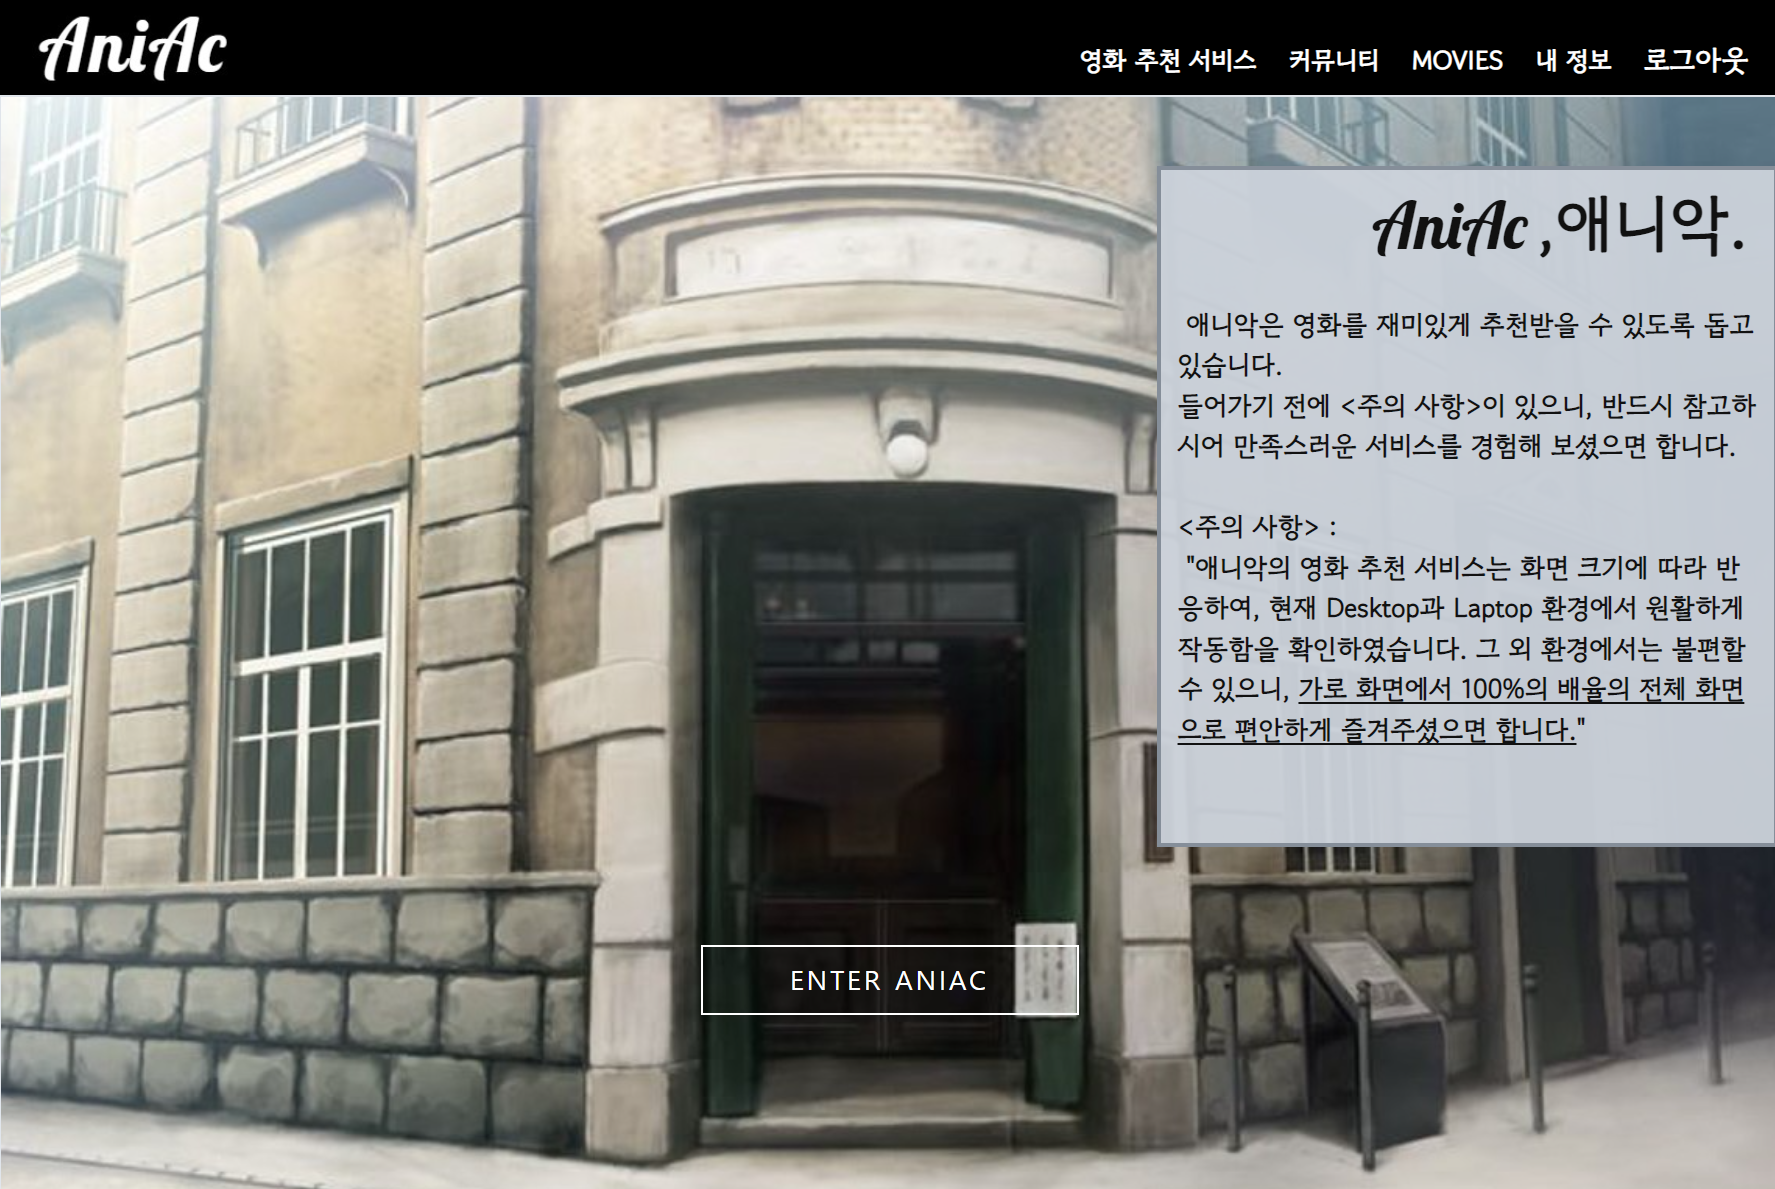 AniAc
영화 추천 서비스 커뮤니티 MOVIES 내 정보 로그아웃
AniAc ,애니악.
애니악은 영화를 재미있게 추천받을 수 있도록 돕고
있습니다.
들어가기 전에 <주의 사항>이 있으니, 반드시 참고하
시어 만족스러운 서비스를 경험해 보셨으면 합니다.
<주의 사항> :
"애니악의 영화 추천 서비스는 화면 크기에 따라 반
응하여, 현재 Desktop과 Laptop 환경에서 원활하게
작동함을 확인하였습니다. 그 외 환경에서는 불편할
수 있으니, 가로 화면에서 100%의 배율의 전체 화면
으로 편안하게 즐겨주셨으면 합니다."
ENTER ANIAC